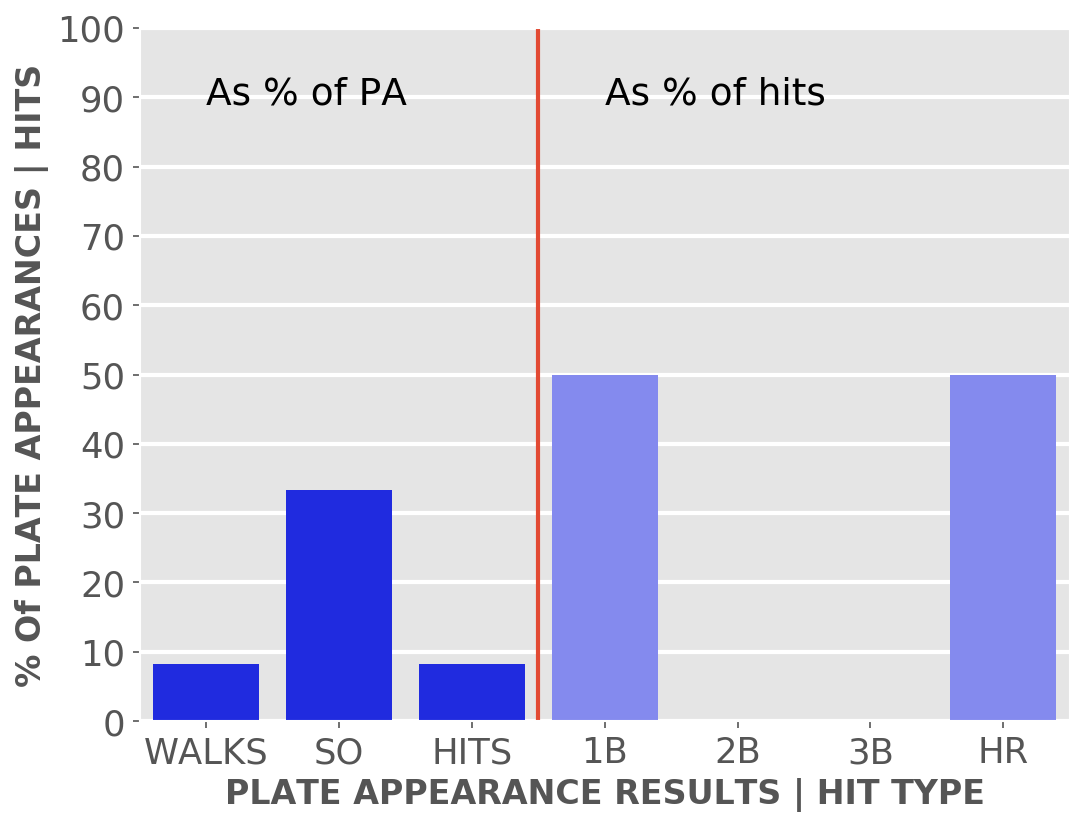 % Of PLATE APPEARANCES | HITS
100
90
80
70
60
50
40
30
20
10
0
As % of PA
As % of hits
WALKS SO HITS 1B 2B 3B HR
PLATE APPEARANCE RESULTS | HIT TYPE